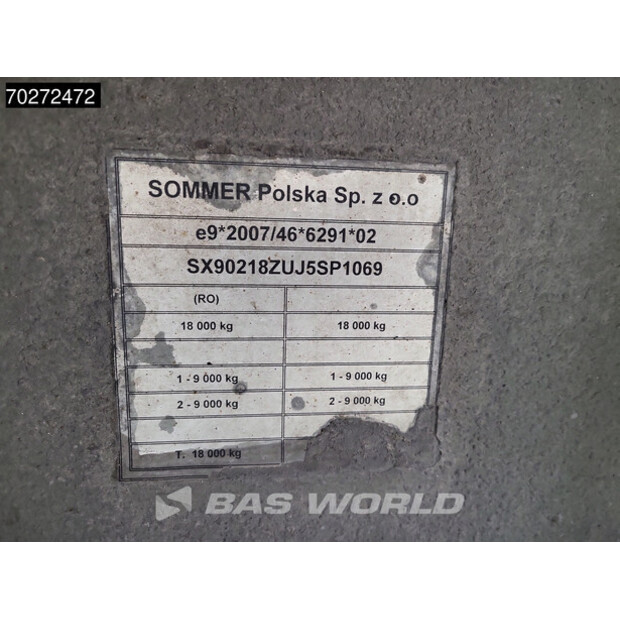 70272472
SOMMER Polska Sp. z o.o
e9*2007/46*6291*02
SX90218ZUJ5SP1069
(RO)
18 000 kg 18 000 kg
1 - 9 000 kg 1 - 9 000 kg
2 - 9 000 kg 2 - 9 000 kg
T. 18 000 kg
BAS WORLD